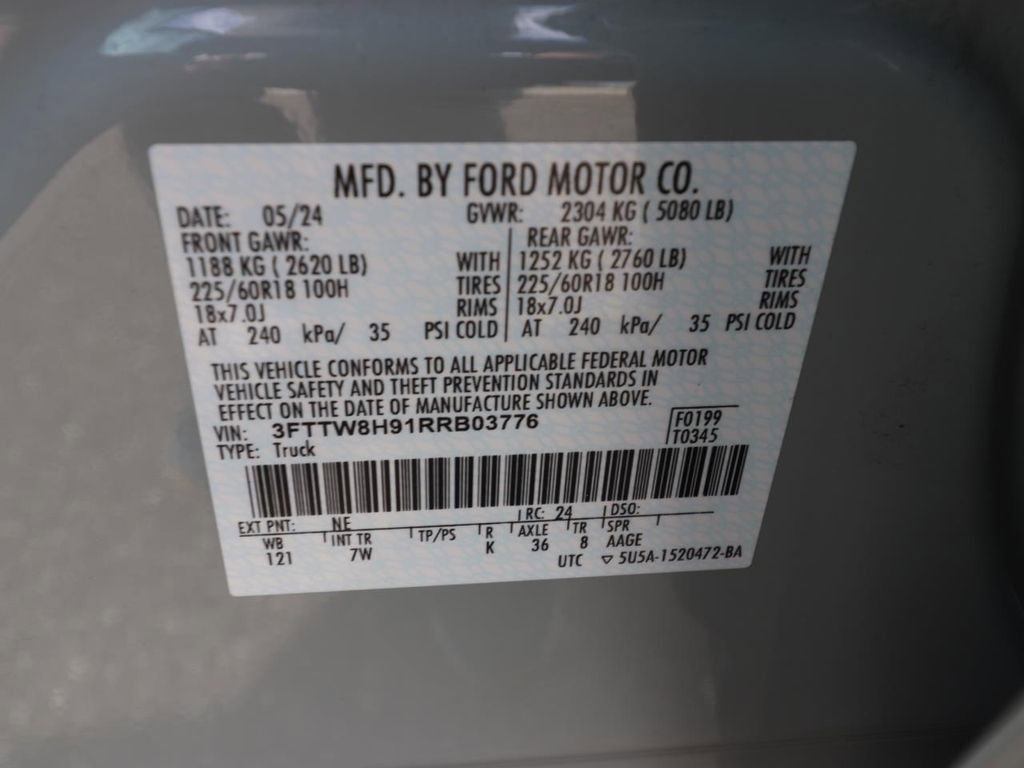 MFD. BY FORD MOTOR CO.
DATE: 05/24 GVWR: 2304 KG ( 5080 LB)
FRONT GAWR: REAR GAWR:
1188 KG ( 2620 LB) WITH 1252 KG ( 2760 LB) WITH
225/60R18 100H TIRES 225/60R18 100H TIRES
18x7.0J RIMS 18x7.0J RIMS
AT 240 kPa/ 35 PSI COLD AT 240 kPa/ 35 PSI COLD
THIS VEHICLE CONFORMS TO ALL APPLICABLE FEDERAL MOTOR
VEHICLE SAFETY AND THEFT PREVENTION STANDARDS IN
EFFECT ON THE DATE OF MANUFACTURE SHOWN ABOVE.
VIN: 3FTTW8H91RRB03776 F0199
TYPE: Truck T0345
EXT PNT: NE RC: 24 DSO:
WB INT TR TP/PS R AXLE TR SPR
121 7W K 36 8 AAGE
UTC ▽ 5U5A-1520472-BA